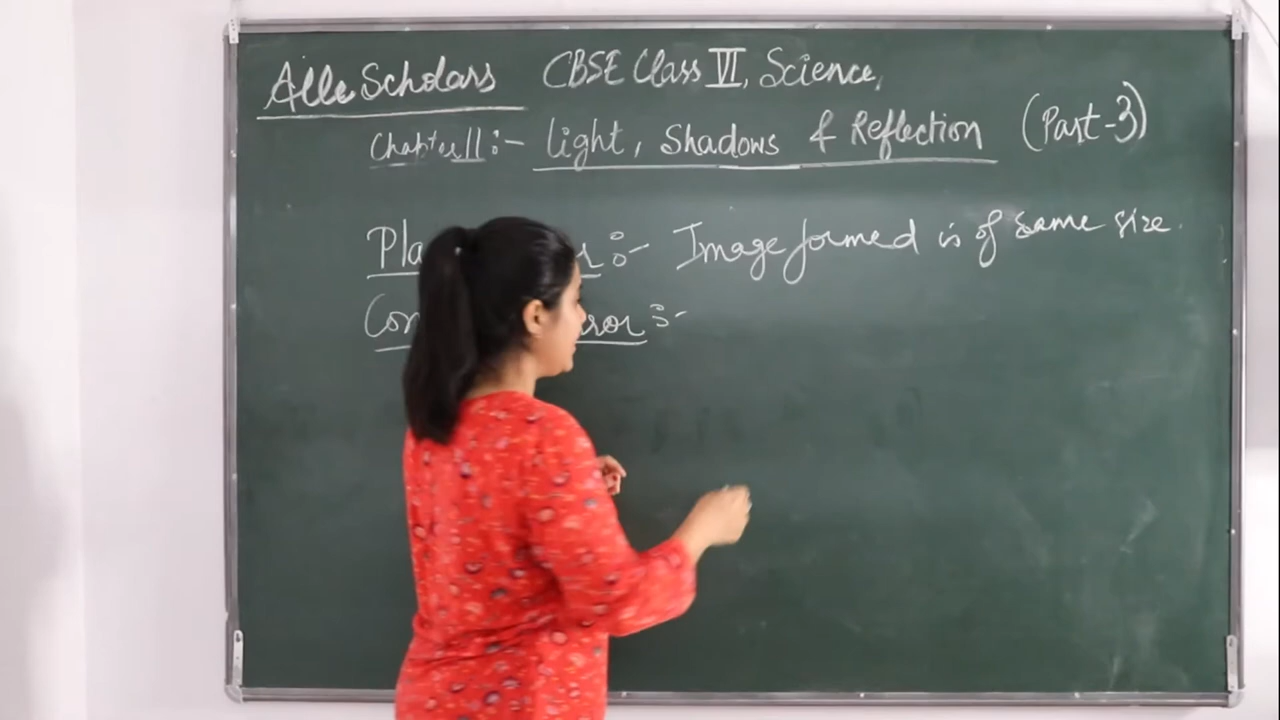 Alle Scholars CBSE Class VI, Science,
Chapter 11 :- Light, Shadows & Reflection (Part-3)
:- Image formed is of same size.
:-